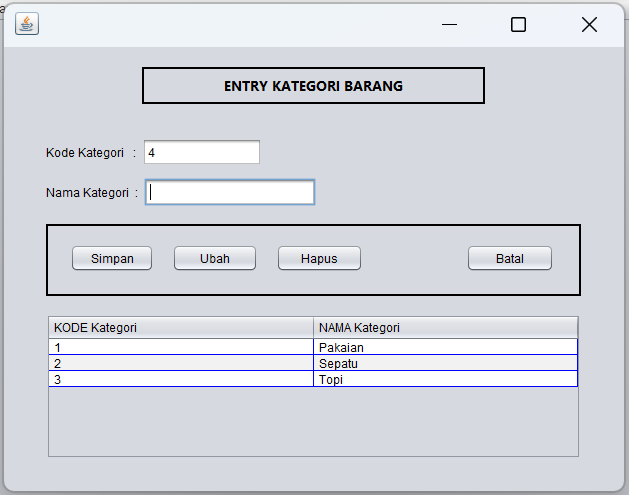 ENTRY KATEGORI BARANG
Kode Kategori : 4
Nama Kategori :
Simpan Ubah Hapus Batal
KODE Kategori NAMA Kategori
1 Pakaian
2 Sepatu
3 Topi